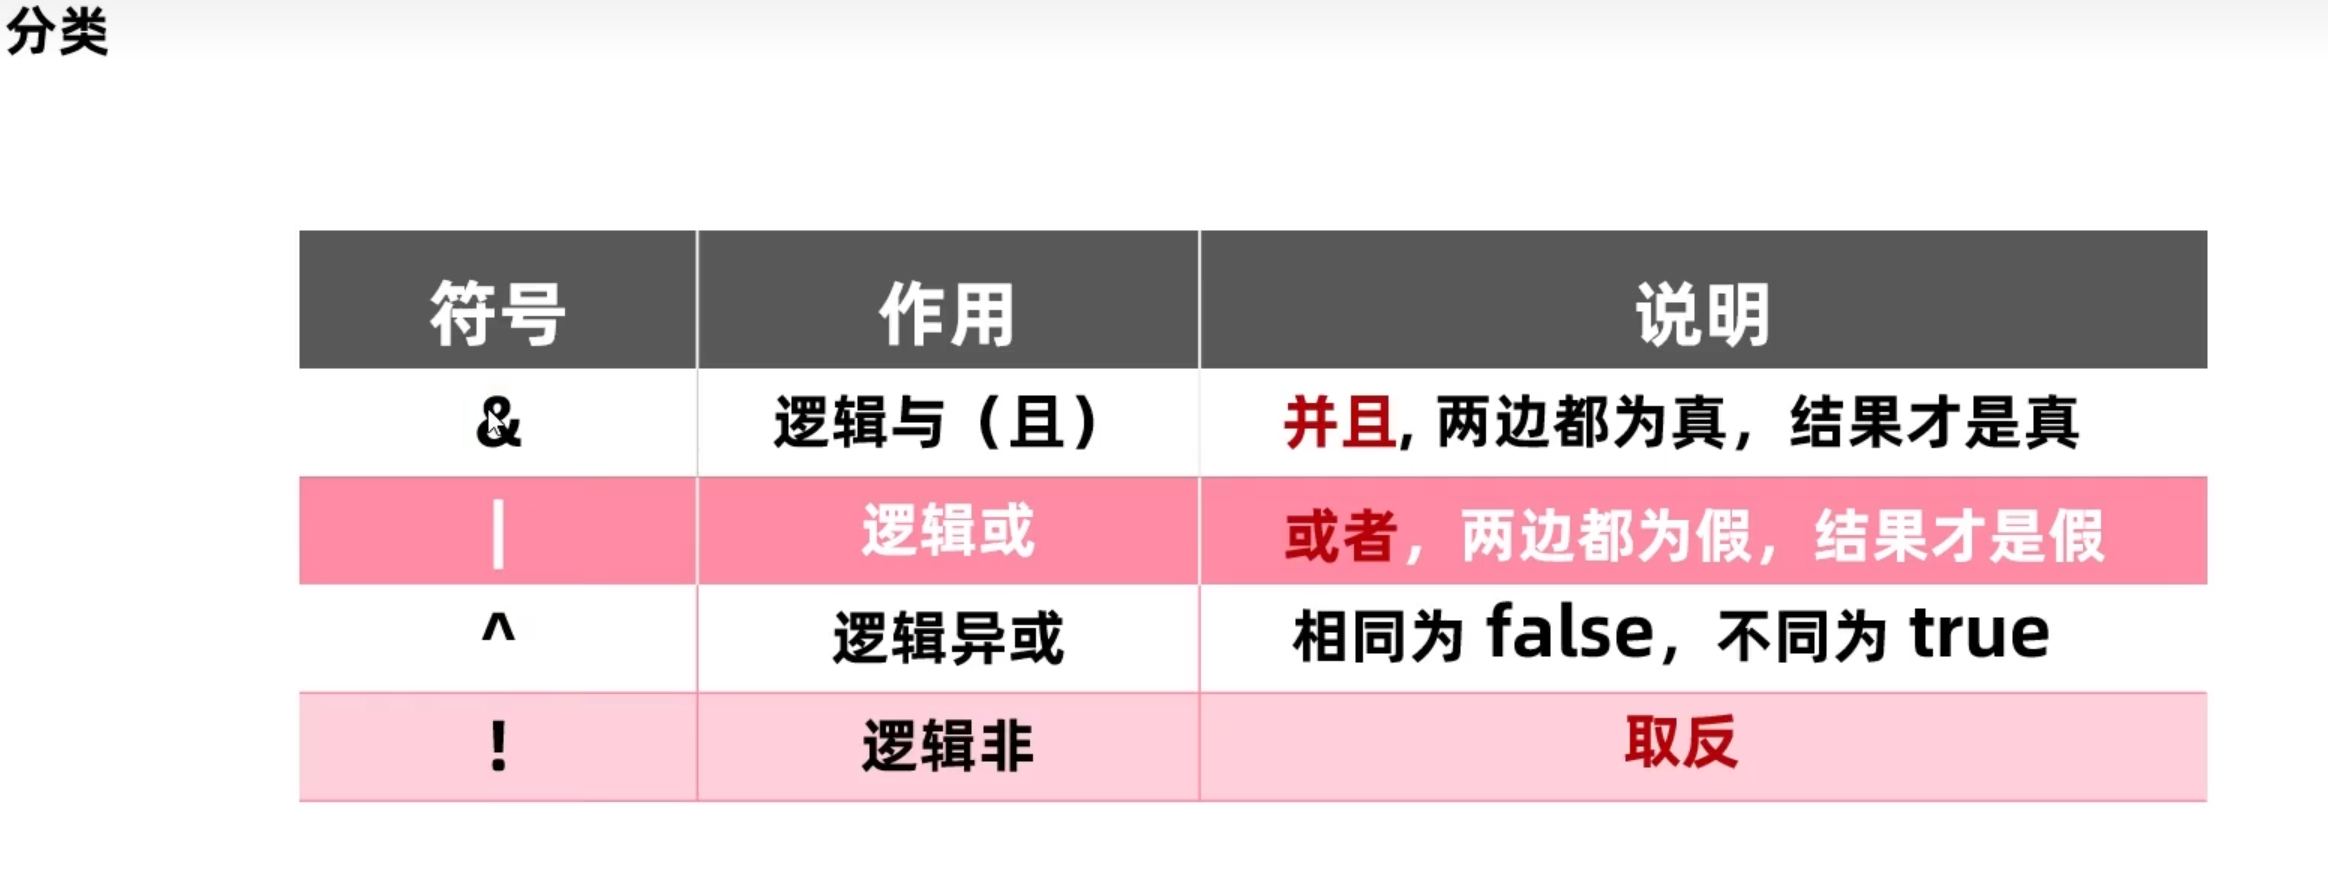 分类
符号 作用 说明
& 逻辑与（且） 并且, 两边都为真，结果才是真
| 逻辑或 或者，两边都为假，结果才是假
^ 逻辑异或 相同为 false，不同为 true
! 逻辑非 取反